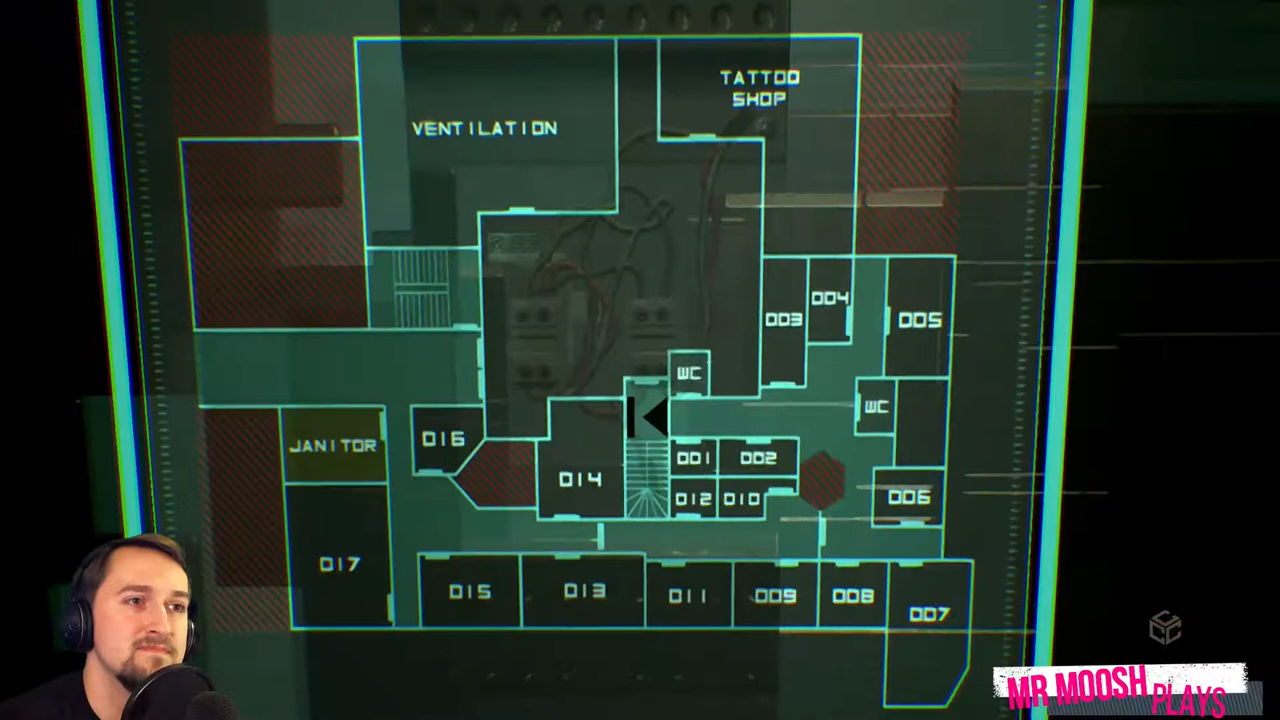 TATTOO
SHOP
VENTILATION
004
003
005
WC
WC
JANITOR
016
001
002
014
012
010
006
017
015
013
011
009
008
007
MR MOOSH
PLAYS